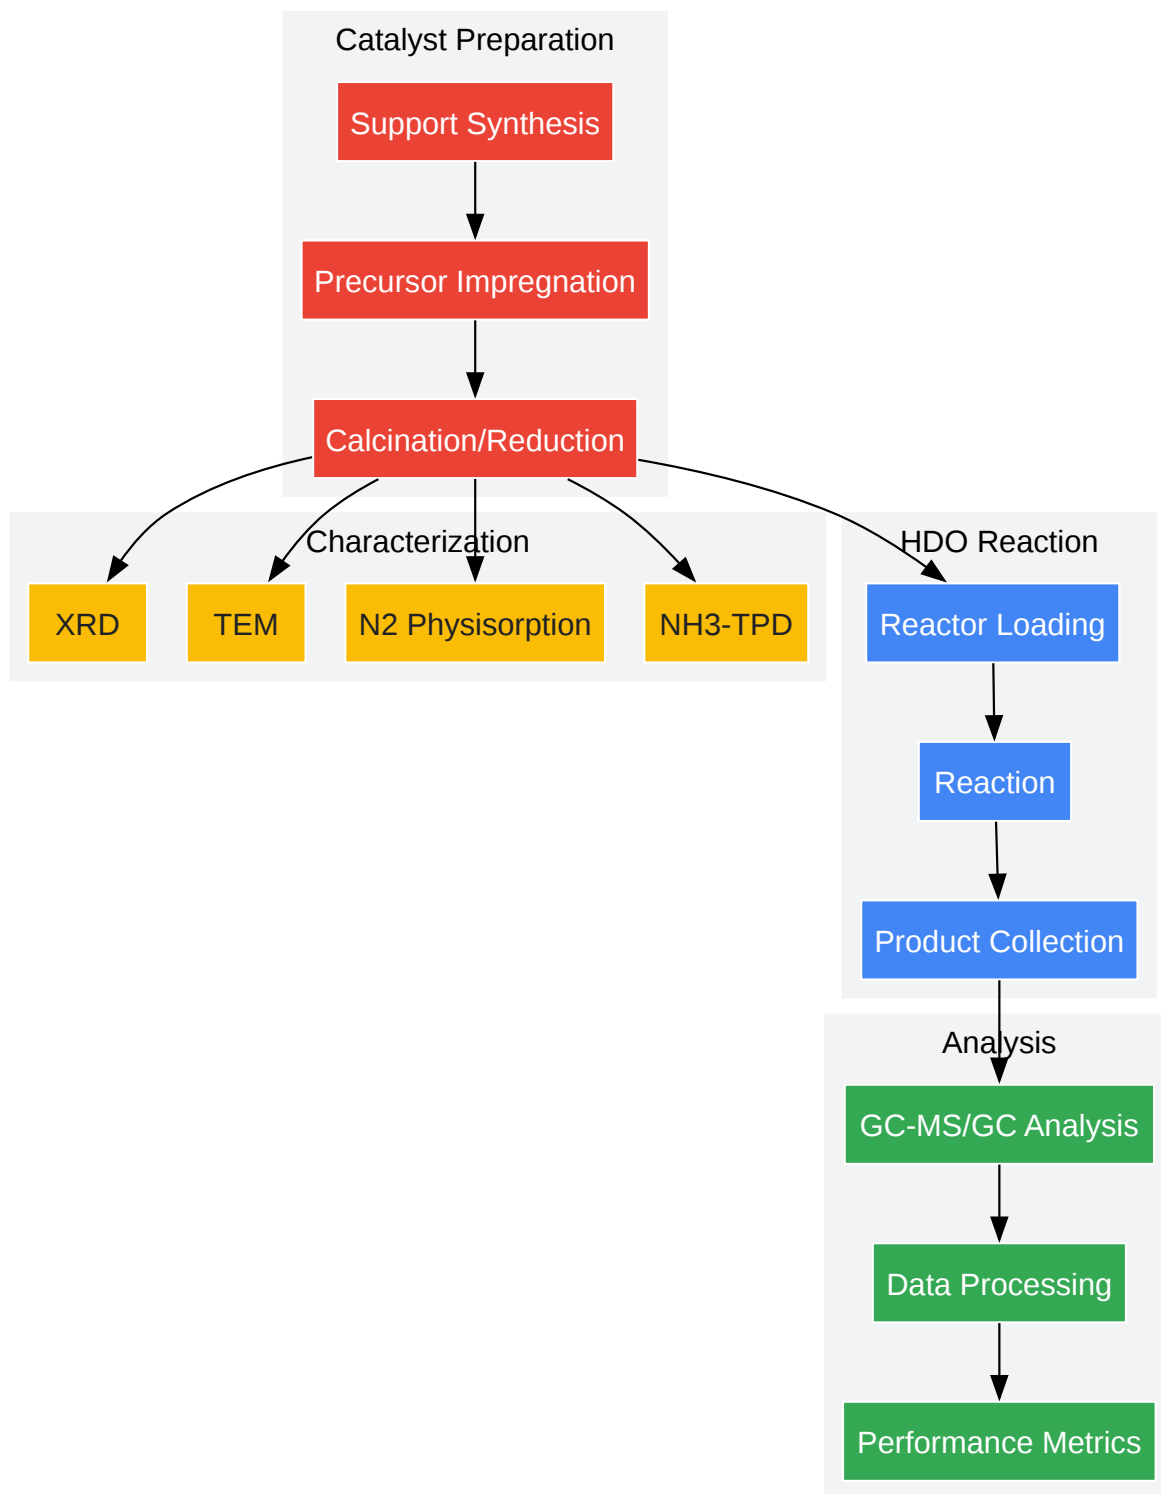 Catalyst Preparation
Support Synthesis
Precursor Impregnation
Calcination/Reduction
Characterization
HDO Reaction
XRD
TEM
N2 Physisorption
NH3-TPD
Reactor Loading
Reaction
Product Collection
Analysis
GC-MS/GC Analysis
Data Processing
Performance Metrics